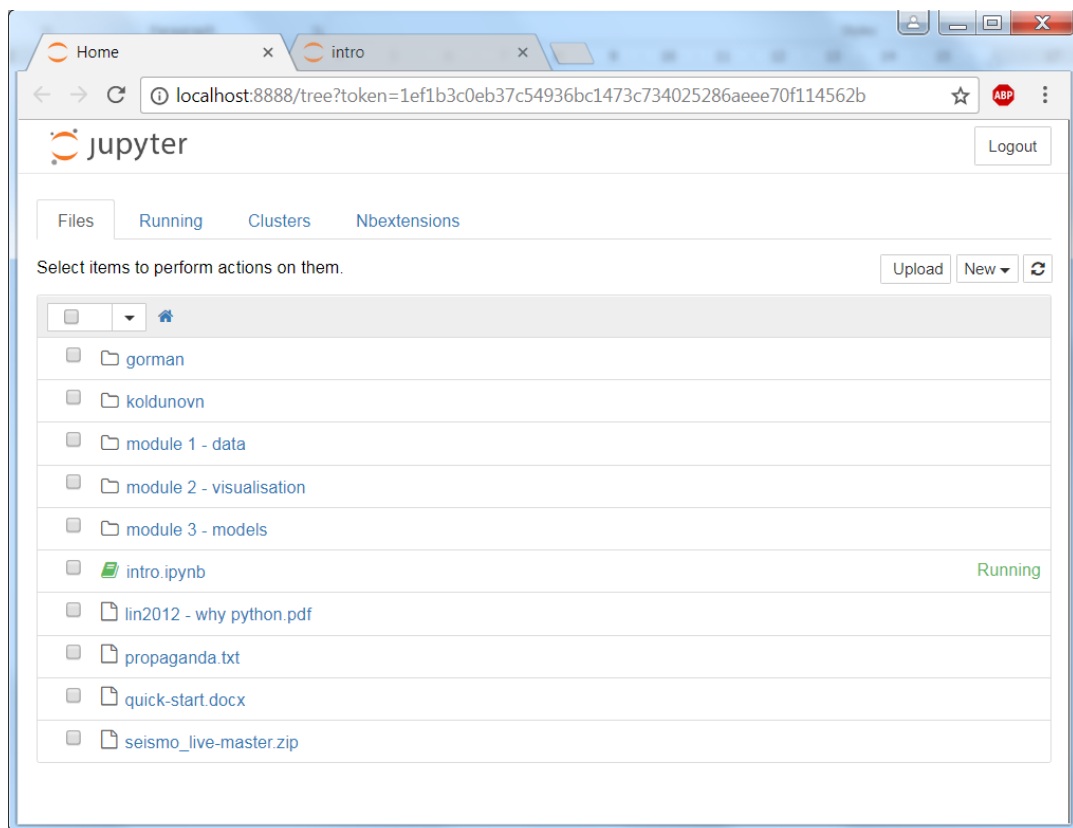 Home
intro
localhost:8888/tree?token=1ef1b3c0eb37c54936bc1473c734025286aeee70f114562b
ABP
jupyter
Logout
Files Running Clusters Nbextensions
Select items to perform actions on them.
Upload New
gorman
koldunovn
module 1 - data
module 2 - visualisation
module 3 - models
intro.ipynb Running
lin2012 - why python.pdf
propaganda.txt
quick-start.docx
seismo_live-master.zip